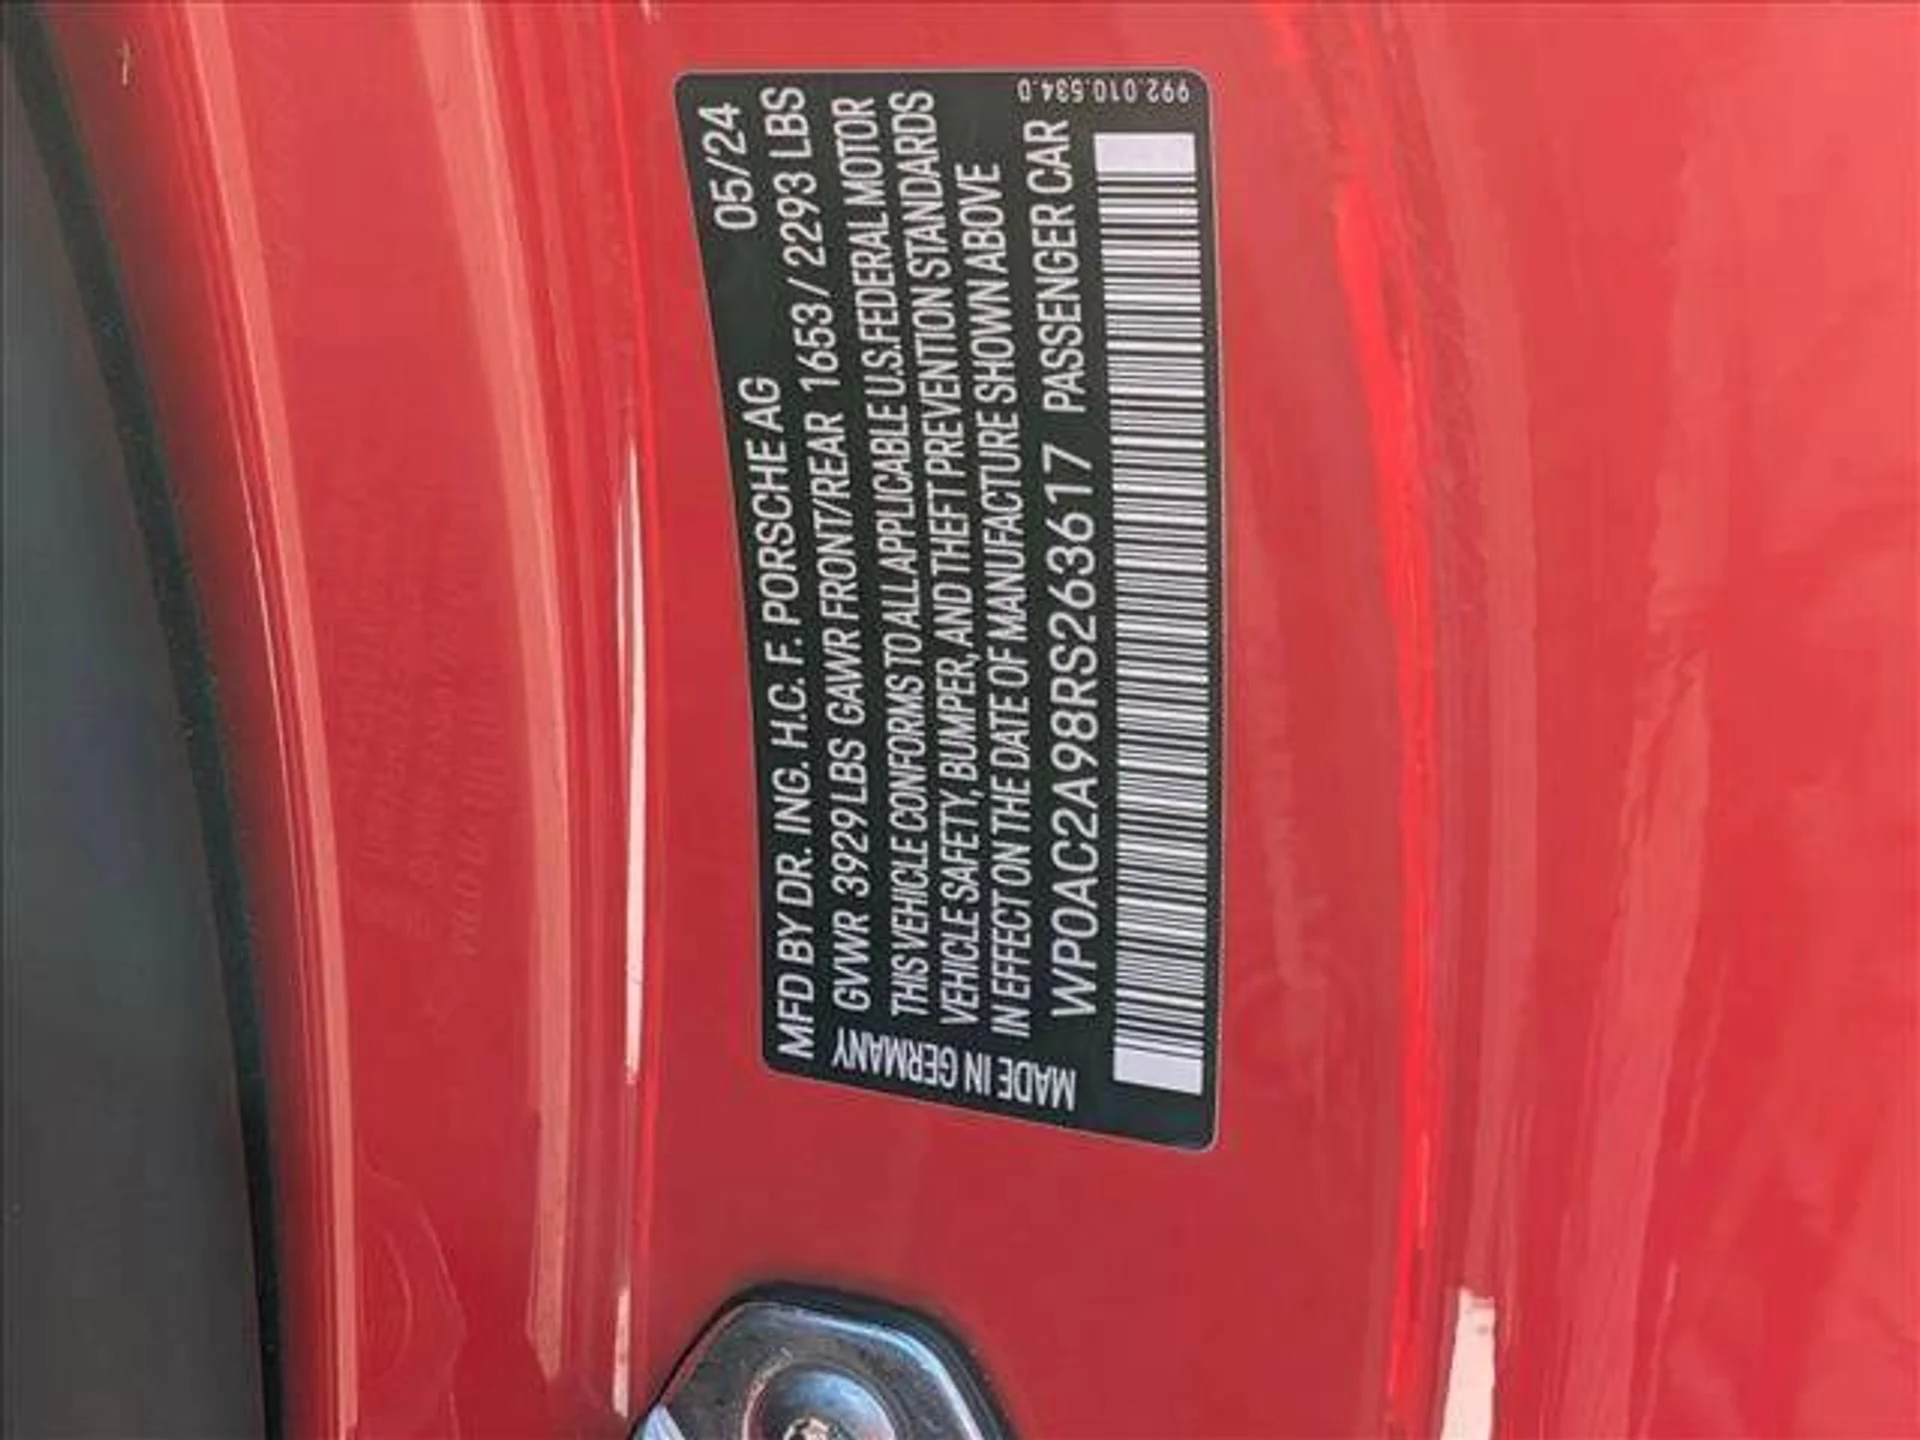 MFD BY DR. ING. H.C. F. PORSCHE AG 05/24
GVWR 3929 LBS GAWR FRONT/REAR 1653 / 2293 LBS
THIS VEHICLE CONFORMS TO ALL APPLICABLE U.S. FEDERAL MOTOR
VEHICLE SAFETY, BUMPER, AND THEFT PREVENTION STANDARDS
IN EFFECT ON THE DATE OF MANUFACTURE SHOWN ABOVE
WP0AC2A98RS263617 PASSENGER CAR
MADE IN GERMANY
992.010.534.D